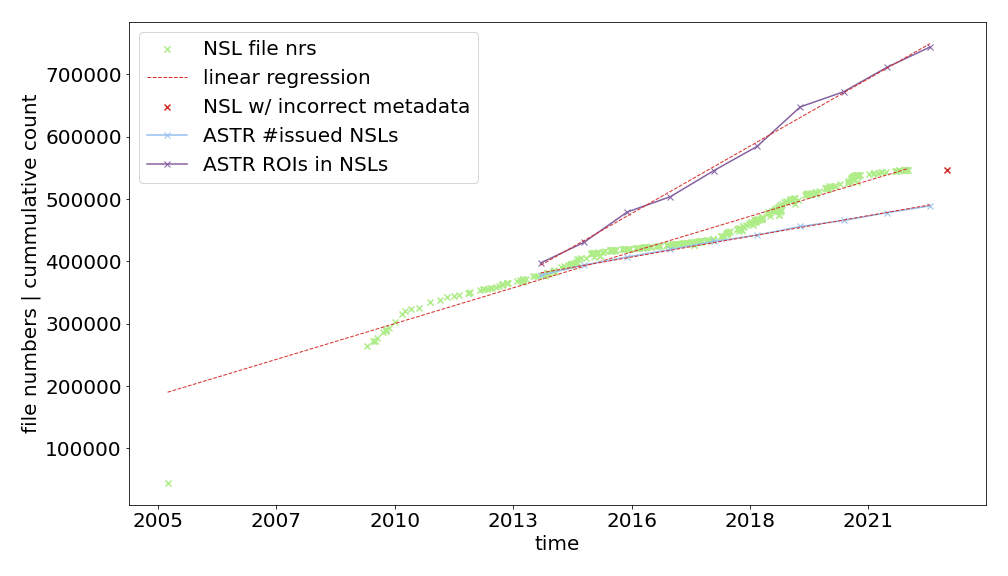 NSL file nrs
linear regression
NSL w/ incorrect metadata
ASTR #issued NSLs
ASTR ROIs in NSLs
file numbers | cummulative count
700000
600000
500000
400000
300000
200000
100000
2005 2007 2010 2013 2016 2018 2021
time